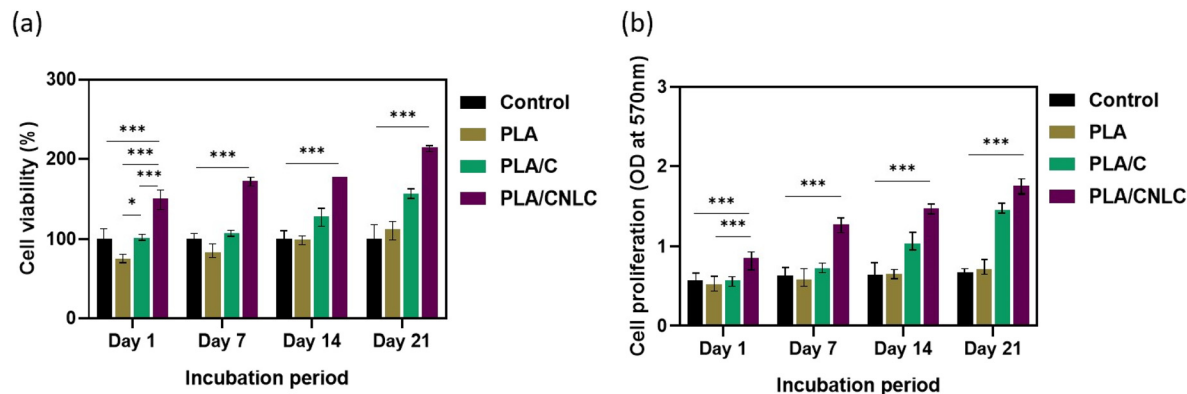 (a)
Cell viability (%)
300
200
100
0
***
***
***
*
***
***
***
Day 1 Day 7 Day 14 Day 21
Incubation period
Control
PLA
PLA/C
PLA/CNLC
(b)
Cell proliferation (OD at 570nm)
3
2
1
0
***
***
***
***
***
Day 1 Day 7 Day 14 Day 21
Incubation period
Control
PLA
PLA/C
PLA/CNLC